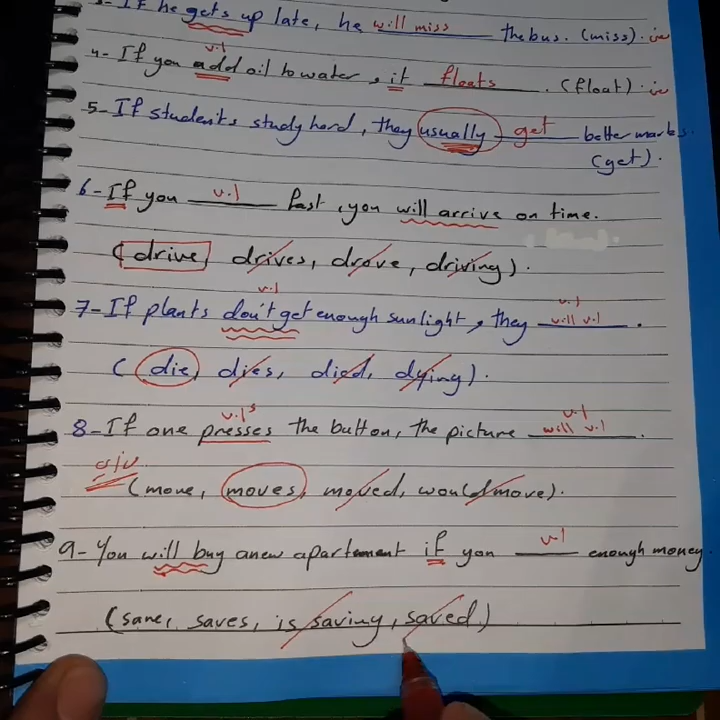 3- If he gets up late, he will miss the bus. (miss).
v.1
4- If you add oil to water, it floats. (float).
5- If students study hard, they usually get better marks.
(get).
6- If you v.1 fast, you will arrive on time.
(drive, drives, drove, driving).
v.1 v.1
7- If plants don't get enough sunlight, they will v.1.
(die, dies, died, dying).
v.1s v.1
8- If one presses the button, the picture will v.1.
(move, moves, moved, would move).
9- You will buy a new apartement if you v.1 enough money
(save, saves, is saving, saved)